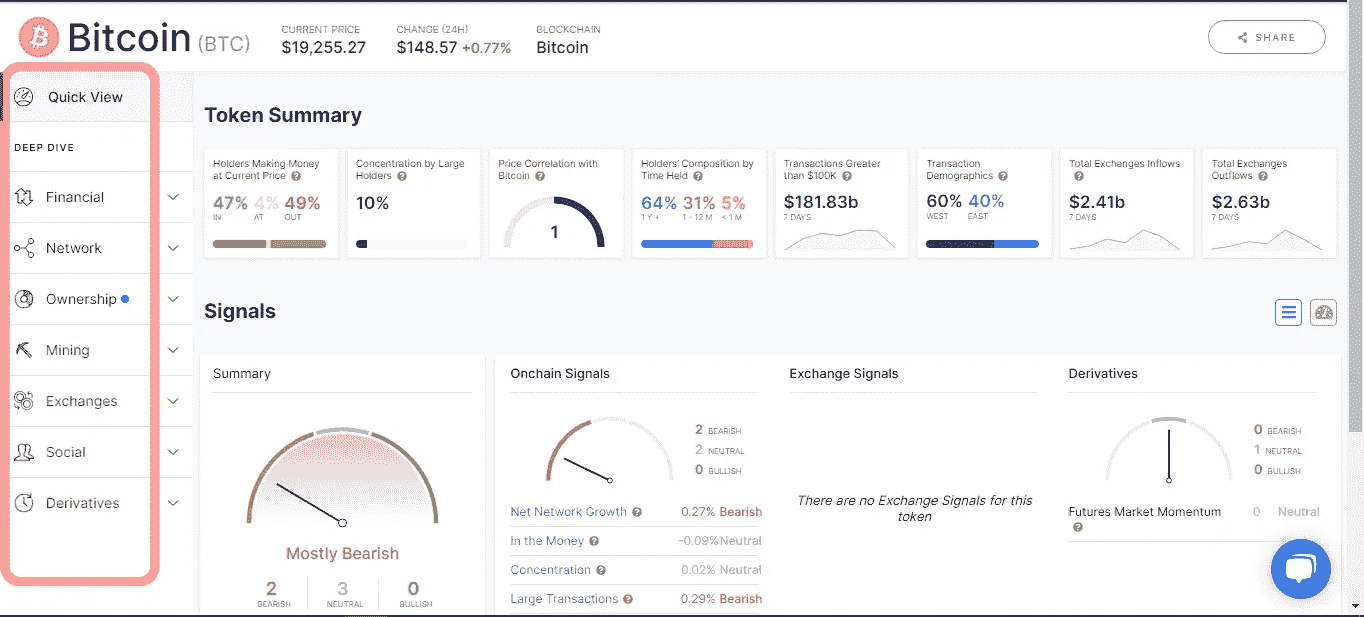 Bitcoin (BTC)
CURRENT PRICE
$19,255.27
CHANGE (24H)
$148.57 +0.77%
BLOCKCHAIN
Bitcoin
SHARE
Quick View
DEEP DIVE
Financial
Network
Ownership
Mining
Exchanges
Social
Derivatives
Token Summary
Holders Making Money
at Current Price ?
47% 4% 49%
IN AT OUT
Concentration by Large
Holders ?
10%
Price Correlation with
Bitcoin ?
1
Holders' Composition by
Time Held ?
64% 31% 5%
1 Y + 1 - 12 M < 1 M
Transactions Greater
than $100K ?
$181.83b
7 DAYS
Transaction
Demographics ?
60% 40%
WEST EAST
Total Exchanges Inflows
?
$2.41b
7 DAYS
Total Exchanges
Outflows ?
$2.63b
7 DAYS
Signals
Summary
Mostly Bearish
2 3 0
BEARISH NEUTRAL BULLISH
Onchain Signals
2 BEARISH
2 NEUTRAL
0 BULLISH
Net Network Growth ? 0.27% Bearish
In the Money ? -0.09% Neutral
Concentration ? 0.02% Neutral
Large Transactions ? 0.29% Bearish
Exchange Signals
There are no Exchange Signals for this
token
Derivatives
0 BEARISH
1 NEUTRAL
0 BULLISH
Futures Market Momentum 0 Neutral
?